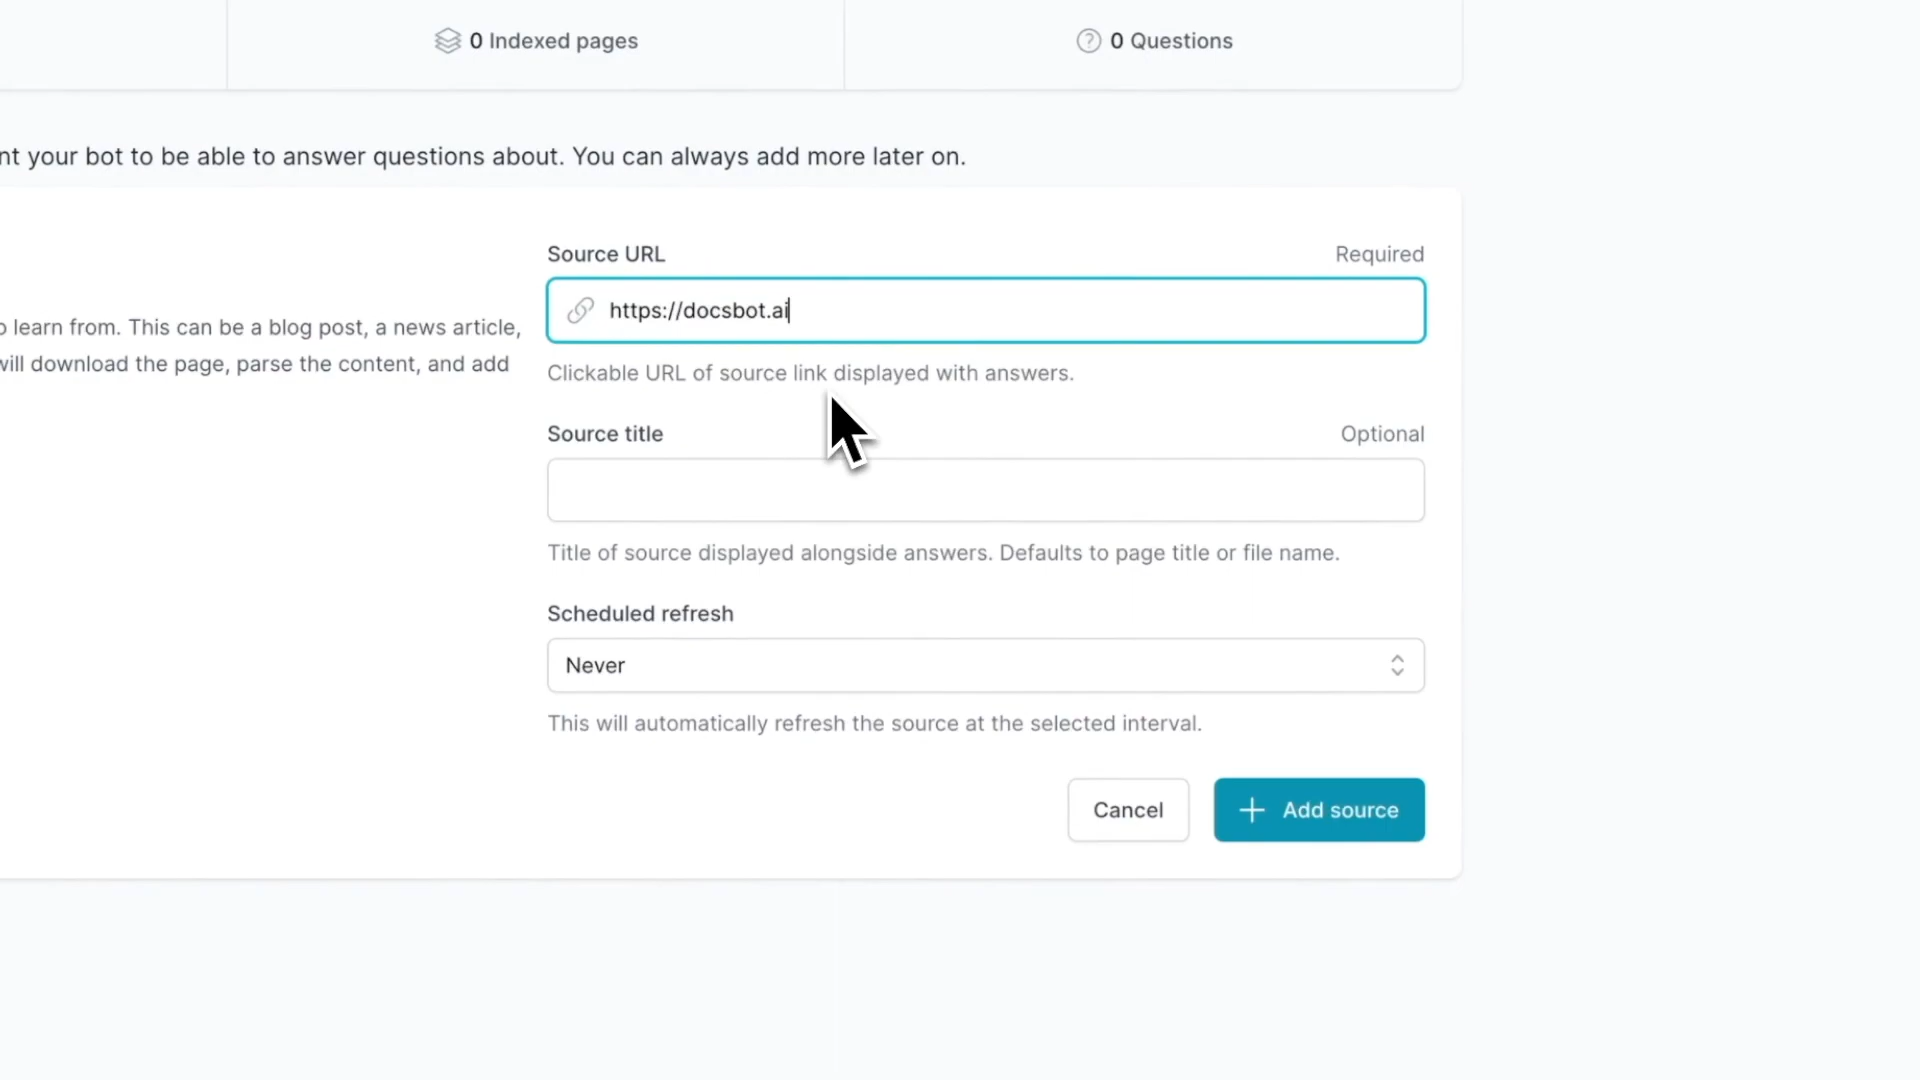 0 Indexed pages
0 Questions
nt your bot to be able to answer questions about. You can always add more later on.
Source URL
Required
https://docsbot.ai
learn from. This can be a blog post, a news article,
will download the page, parse the content, and add
Clickable URL of source link displayed with answers.
Source title
Optional
Title of source displayed alongside answers. Defaults to page title or file name.
Scheduled refresh
Never
This will automatically refresh the source at the selected interval.
Cancel
Add source